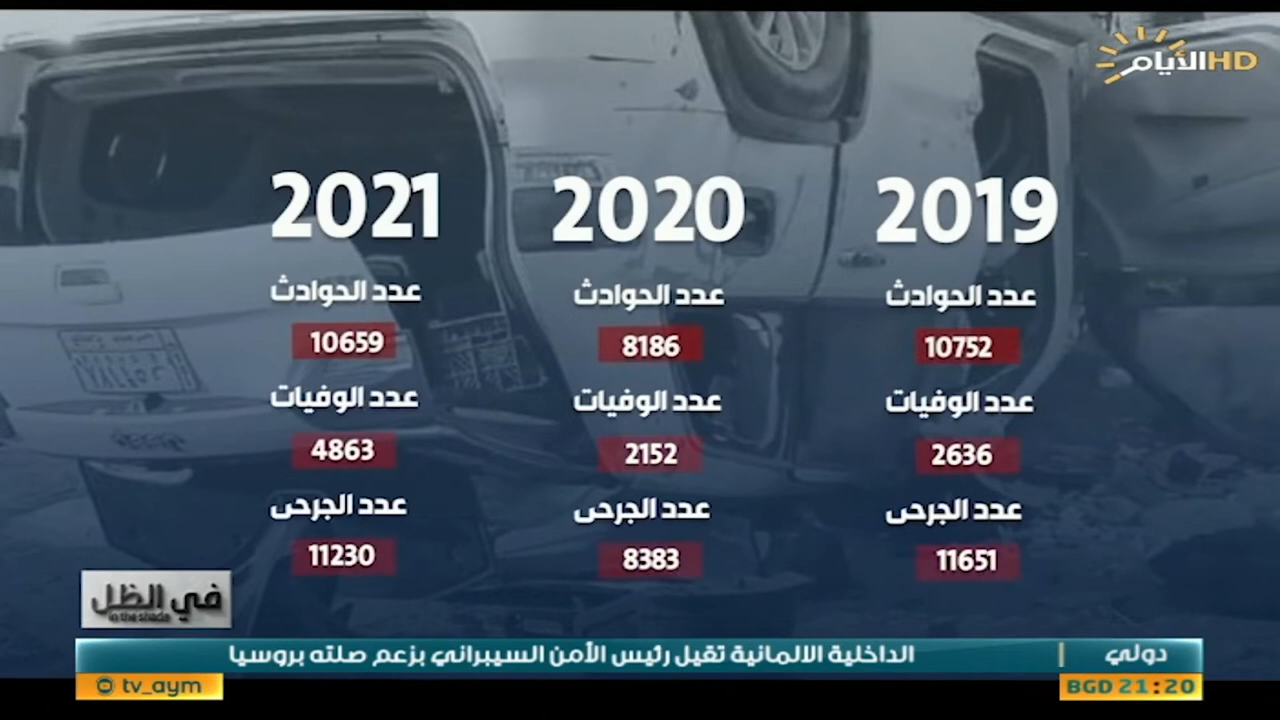 الأيام HD
2019
عدد الحوادث
10752
عدد الوفيات
2636
عدد الجرحى
11651
2020
عدد الحوادث
8186
عدد الوفيات
2152
عدد الجرحى
8383
2021
عدد الحوادث
10659
عدد الوفيات
4863
عدد الجرحى
11230
في الظل
in the shade
دولي | الداخلية الالمانية تقيل رئيس الأمن السيبراني بزعم صلته بروسيا
BGD 21:20
tv_aym